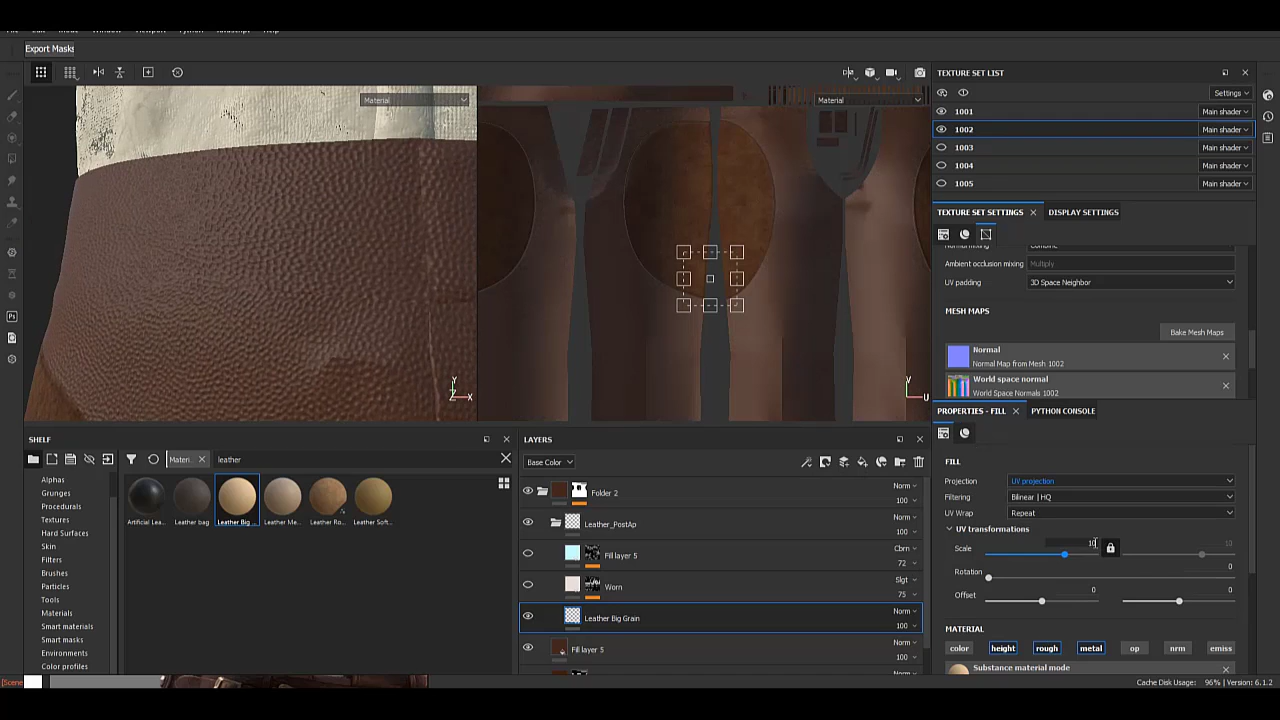 Export Masks
Material
Material
TEXTURE SET LIST
Settings
1001 Main shader
1002 Main shader
1003 Main shader
1004 Main shader
1005 Main shader
TEXTURE SET SETTINGS DISPLAY SETTINGS
Ambient occlusion mixing Multiply
UV padding 3D Space Neighbor
MESH MAPS
Bake Mesh Maps
Normal
Normal Map from Mesh 1002
World space normal
World Space Normals 1002
PROPERTIES - FILL PYTHON CONSOLE
FILL
Projection UV projection
Filtering Bilinear | HQ
UV Wrap Repeat
UV transformations
Scale 10
Rotation 0
Offset 0 0
MATERIAL
color height rough metal op nrm emiss
Substance material mode
Y
Z X
V
U
SHELF
Materi... leather
Alphas
Grunges
Procedurals
Textures
Hard Surfaces
Skin
Filters
Brushes
Particles
Tools
Materials
Smart materials
Smart masks
Environments
Color profiles
Artificial Lea... Leather bag Leather Big ... Leather Me... Leather Ro... Leather Soft...
LAYERS
Base Color
Folder 2 Norm 100
Leather_PostAp Norm 100
Fill layer 5 Cbrn 72
Worn Slgt 75
Leather Big Grain Norm 100
Fill layer 5 Norm 100
[Scene
Cache Disk Usage: 96% | Version: 6.1.2